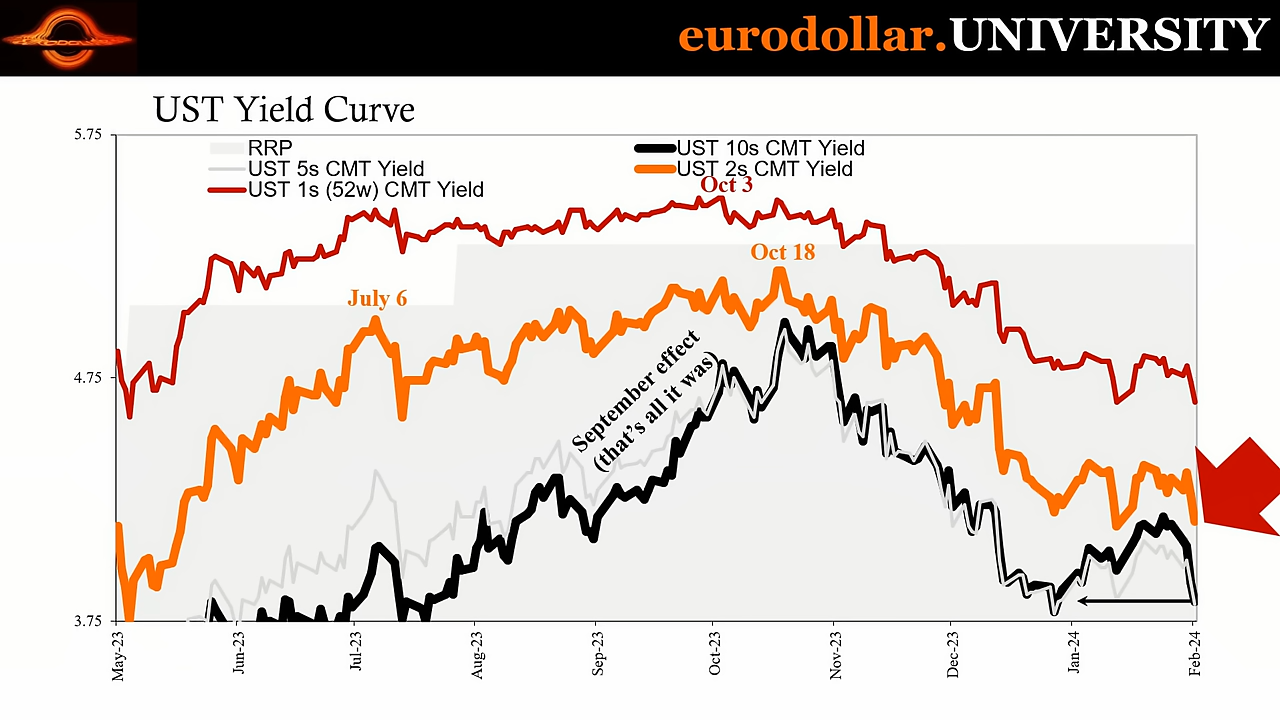 eurodollar.UNIVERSITY
UST Yield Curve
RRP
UST 10s CMT Yield
UST 5s CMT Yield
UST 2s CMT Yield
UST 1s (52w) CMT Yield
5.75
4.75
3.75
Oct 3
Oct 18
July 6
September effect
(that's all it was)
May-23
Jun-23
Jul-23
Aug-23
Sep-23
Oct-23
Nov-23
Dec-23
Jan-24
Feb-24